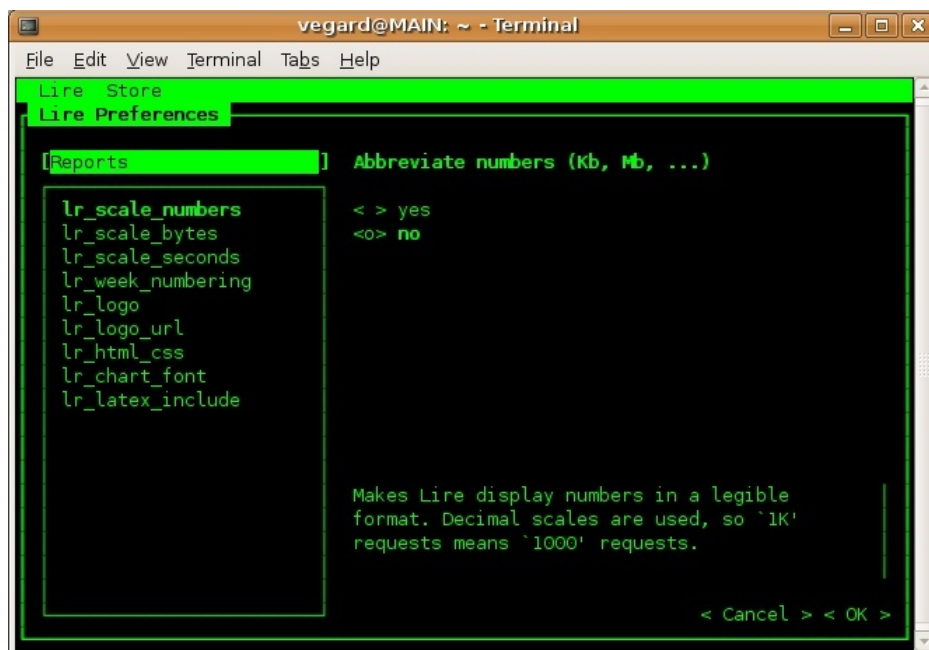 vegard@MAIN: ~ - Terminal
File Edit View Terminal Tabs Help
Lire Store
Lire Preferences
[Reports ]
lr_scale_numbers
lr_scale_bytes
lr_scale_seconds
lr_week_numbering
lr_logo
lr_logo_url
lr_html_css
lr_chart_font
lr_latex_include
Abbreviate numbers (Kb, Mb, ...)
< > yes
<o> no
Makes Lire display numbers in a legible
format. Decimal scales are used, so `1K'
requests means `1000' requests.
< Cancel > < OK >